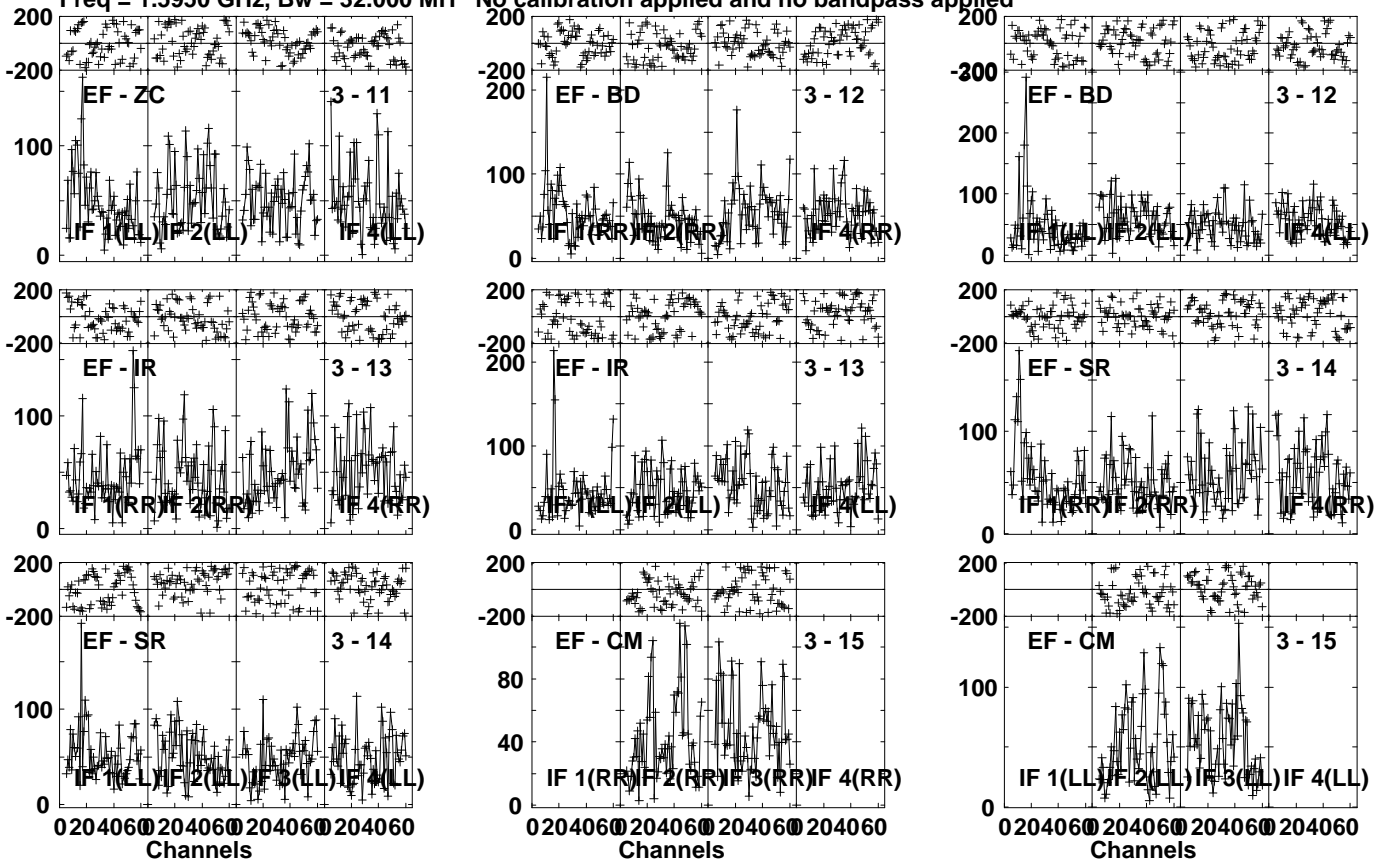 Freq = 1.5950 GHz, Bw = 32.000 MH No calibration applied and no bandpass applied
200 200 200
-200 -200 -200
EF - ZC 3 - 11 EF - BD 3 - 12 300 EF - BD 3 - 12
200
100 100 100
IF 1(LL) IF 2(LL) IF 4(LL) IF 1(RR) IF 2(RR) IF 4(RR) IF 1(LL) IF 2(LL) IF 4(LL)
0 0 0
200 200 200
-200 -200 -200
EF - IR 3 - 13 200 EF - IR 3 - 13 EF - SR 3 - 14
100 100 100
IF 1(RR) IF 2(RR) IF 4(RR) IF 1(LL) IF 2(LL) IF 4(LL) IF 1(RR) IF 2(RR) IF 4(RR)
0 0 0
200 200 200
-200 -200 -200
EF - SR 3 - 14 EF - CM 3 - 15 EF - CM 3 - 15
100 80 100
40
IF 1(LL) IF 2(LL) IF 3(LL) IF 4(LL) IF 1(RR) IF 2(RR) IF 3(RR) IF 4(RR) IF 1(LL) IF 2(LL) IF 3(LL) IF 4(LL)
0 0 0
0 20 40 60 0 20 40 60 0 20 40 60 0 20 40 60 0 20 40 60 0 20 40 60 0 20 40 60 0 20 40 60 0 20 40 60 0 20 40 60 0 20 40 60 0 20 40 60
Channels Channels Channels